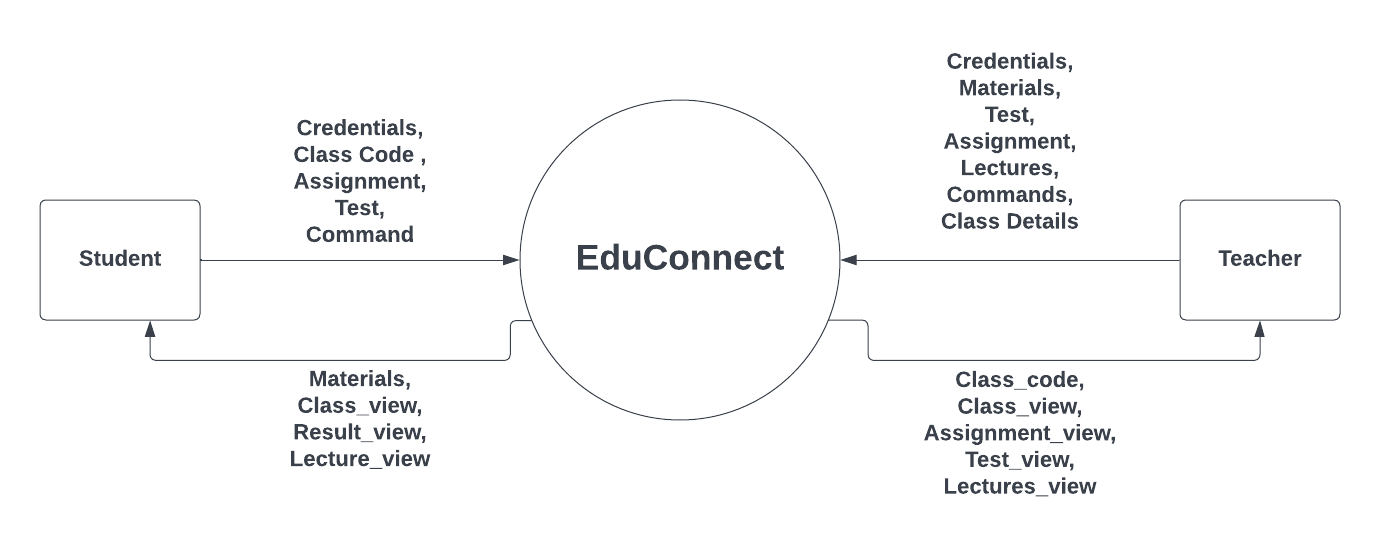 Credentials,
Class Code ,
Assignment,
Test,
Command
Student
Materials,
Class_view,
Result_view,
Lecture_view
EduConnect
Credentials,
Materials,
Test,
Assignment,
Lectures,
Commands,
Class Details
Teacher
Class_code,
Class_view,
Assignment_view,
Test_view,
Lectures_view